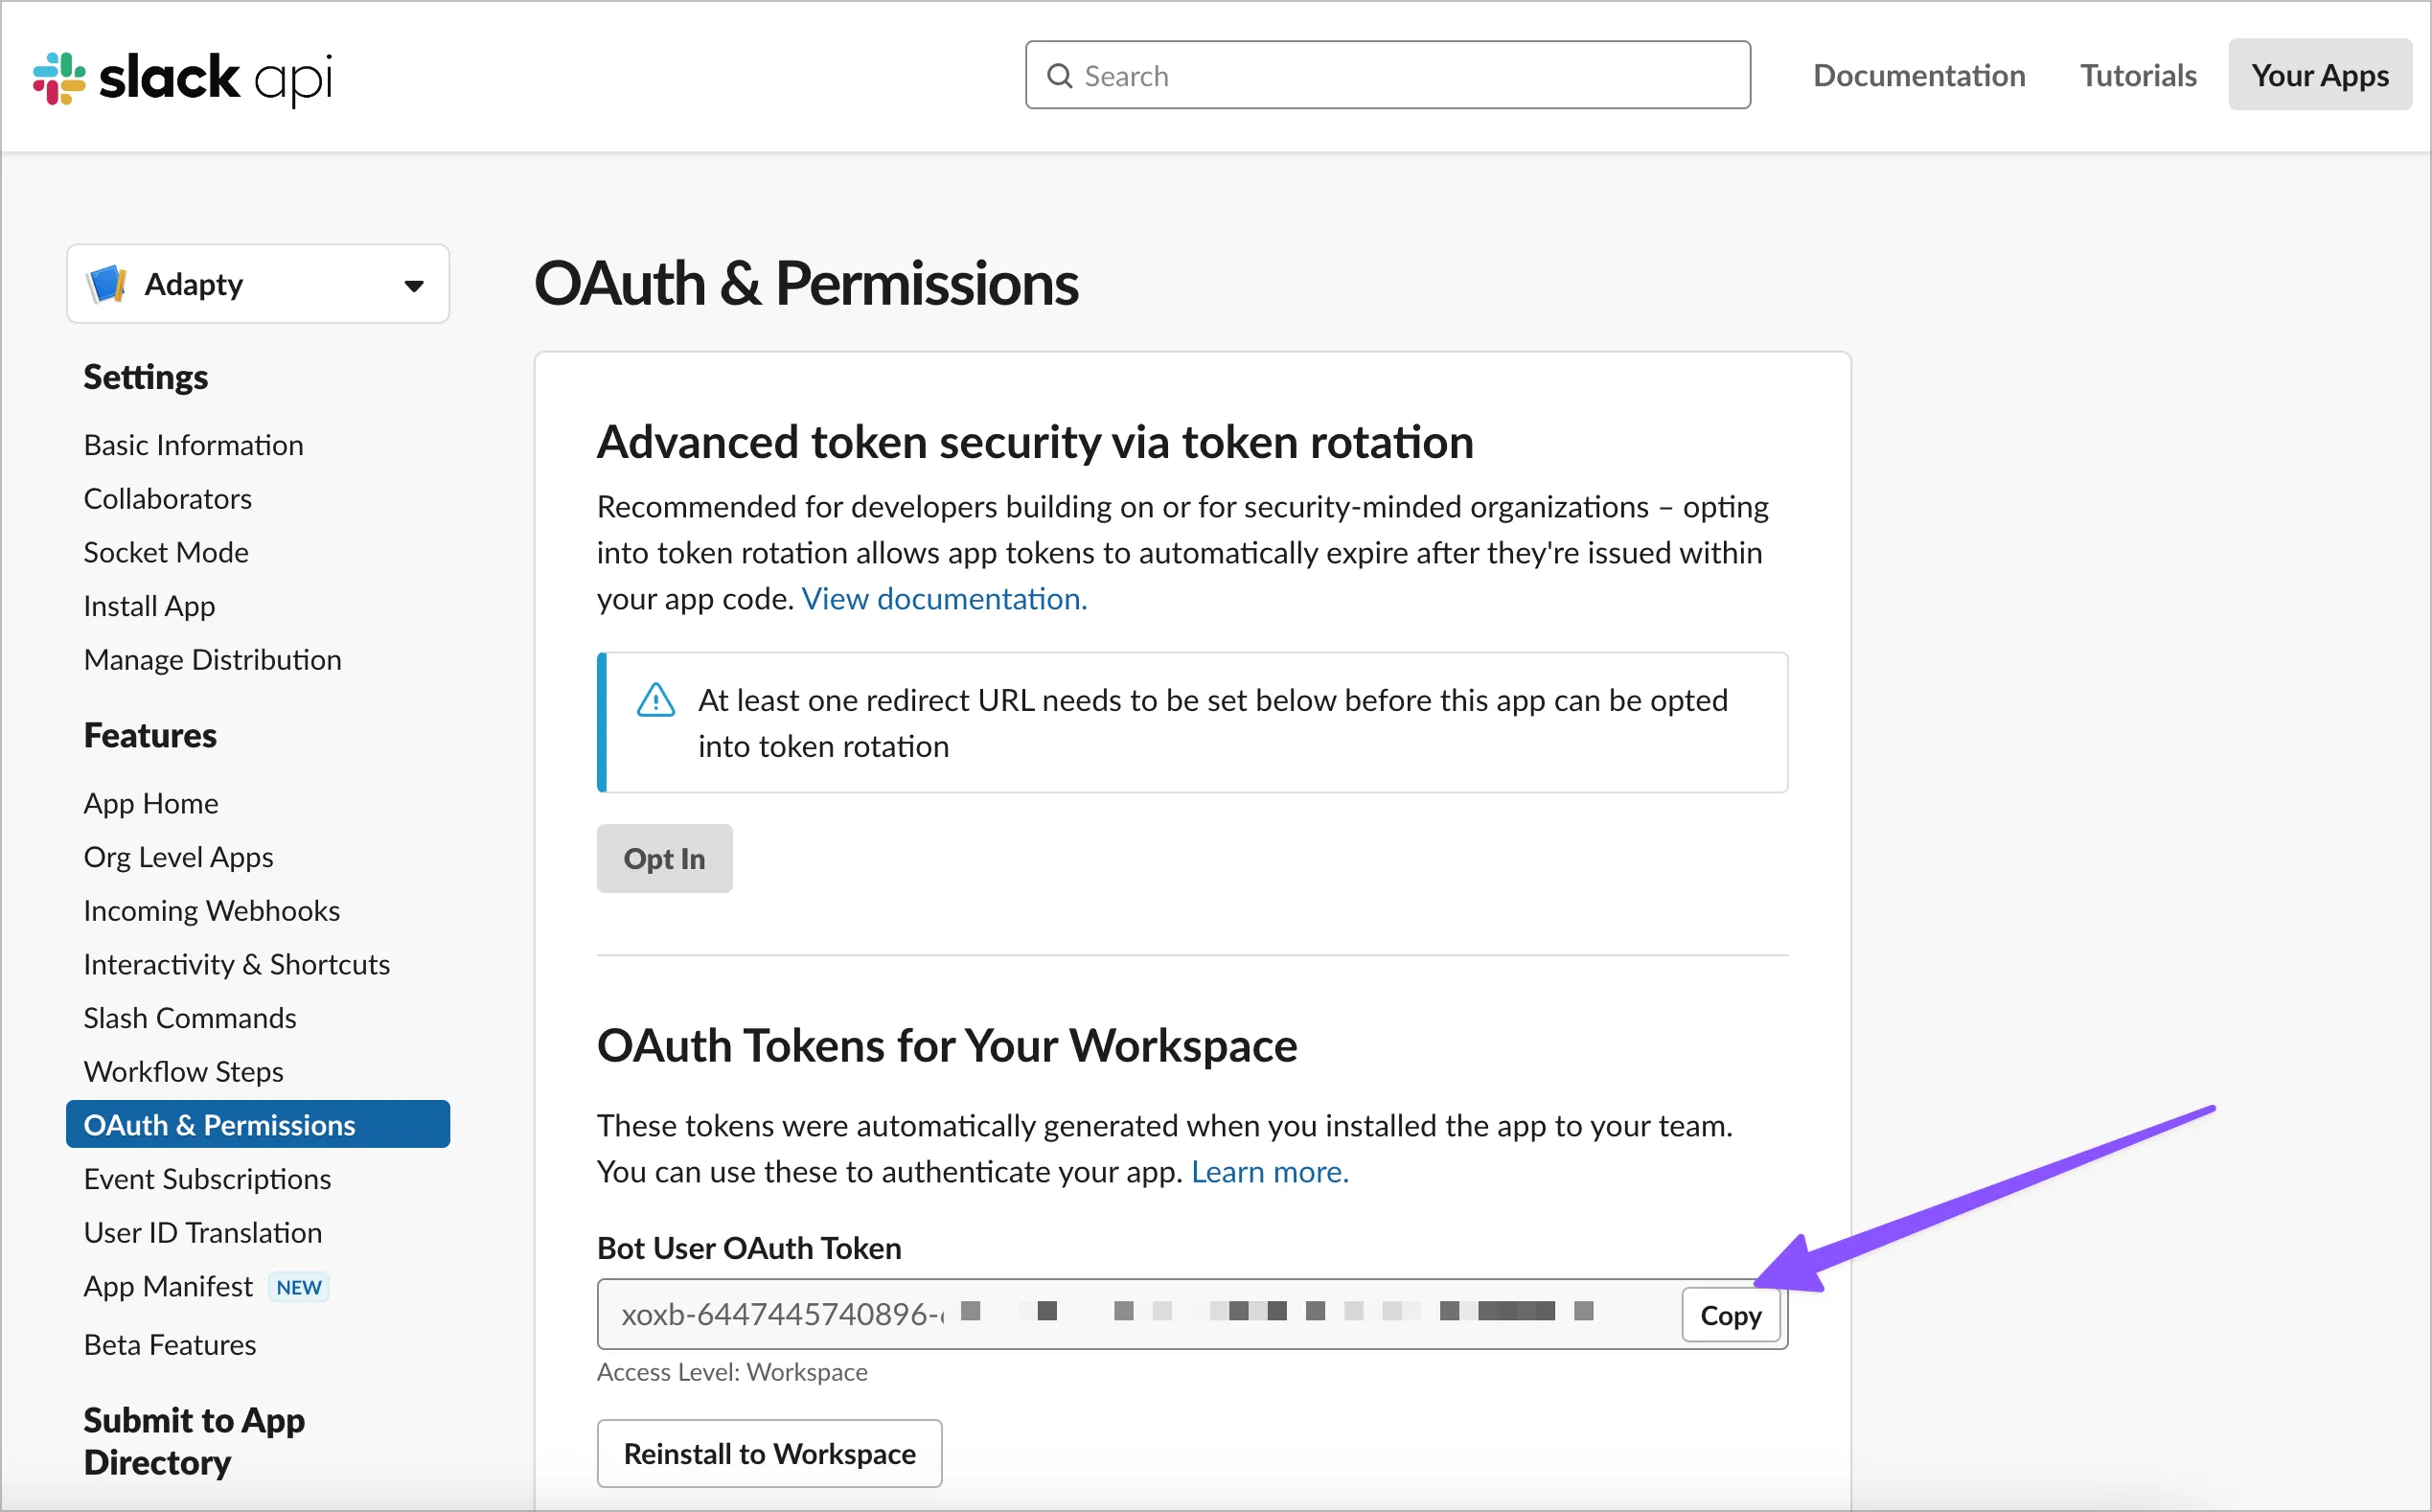 slack api
Search
Documentation
Tutorials
Your Apps
Adapty
Settings
Basic Information
Collaborators
Socket Mode
Install App
Manage Distribution
Features
App Home
Org Level Apps
Incoming Webhooks
Interactivity & Shortcuts
Slash Commands
Workflow Steps
OAuth & Permissions
Event Subscriptions
User ID Translation
App Manifest NEW
Beta Features
Submit to App
Directory
OAuth & Permissions
Advanced token security via token rotation
Recommended for developers building on or for security-minded organizations – opting
into token rotation allows app tokens to automatically expire after they're issued within
your app code. View documentation.
At least one redirect URL needs to be set below before this app can be opted
into token rotation
Opt In
OAuth Tokens for Your Workspace
These tokens were automatically generated when you installed the app to your team.
You can use these to authenticate your app. Learn more.
Bot User OAuth Token
xoxb-6447445740896-
Copy
Access Level: Workspace
Reinstall to Workspace